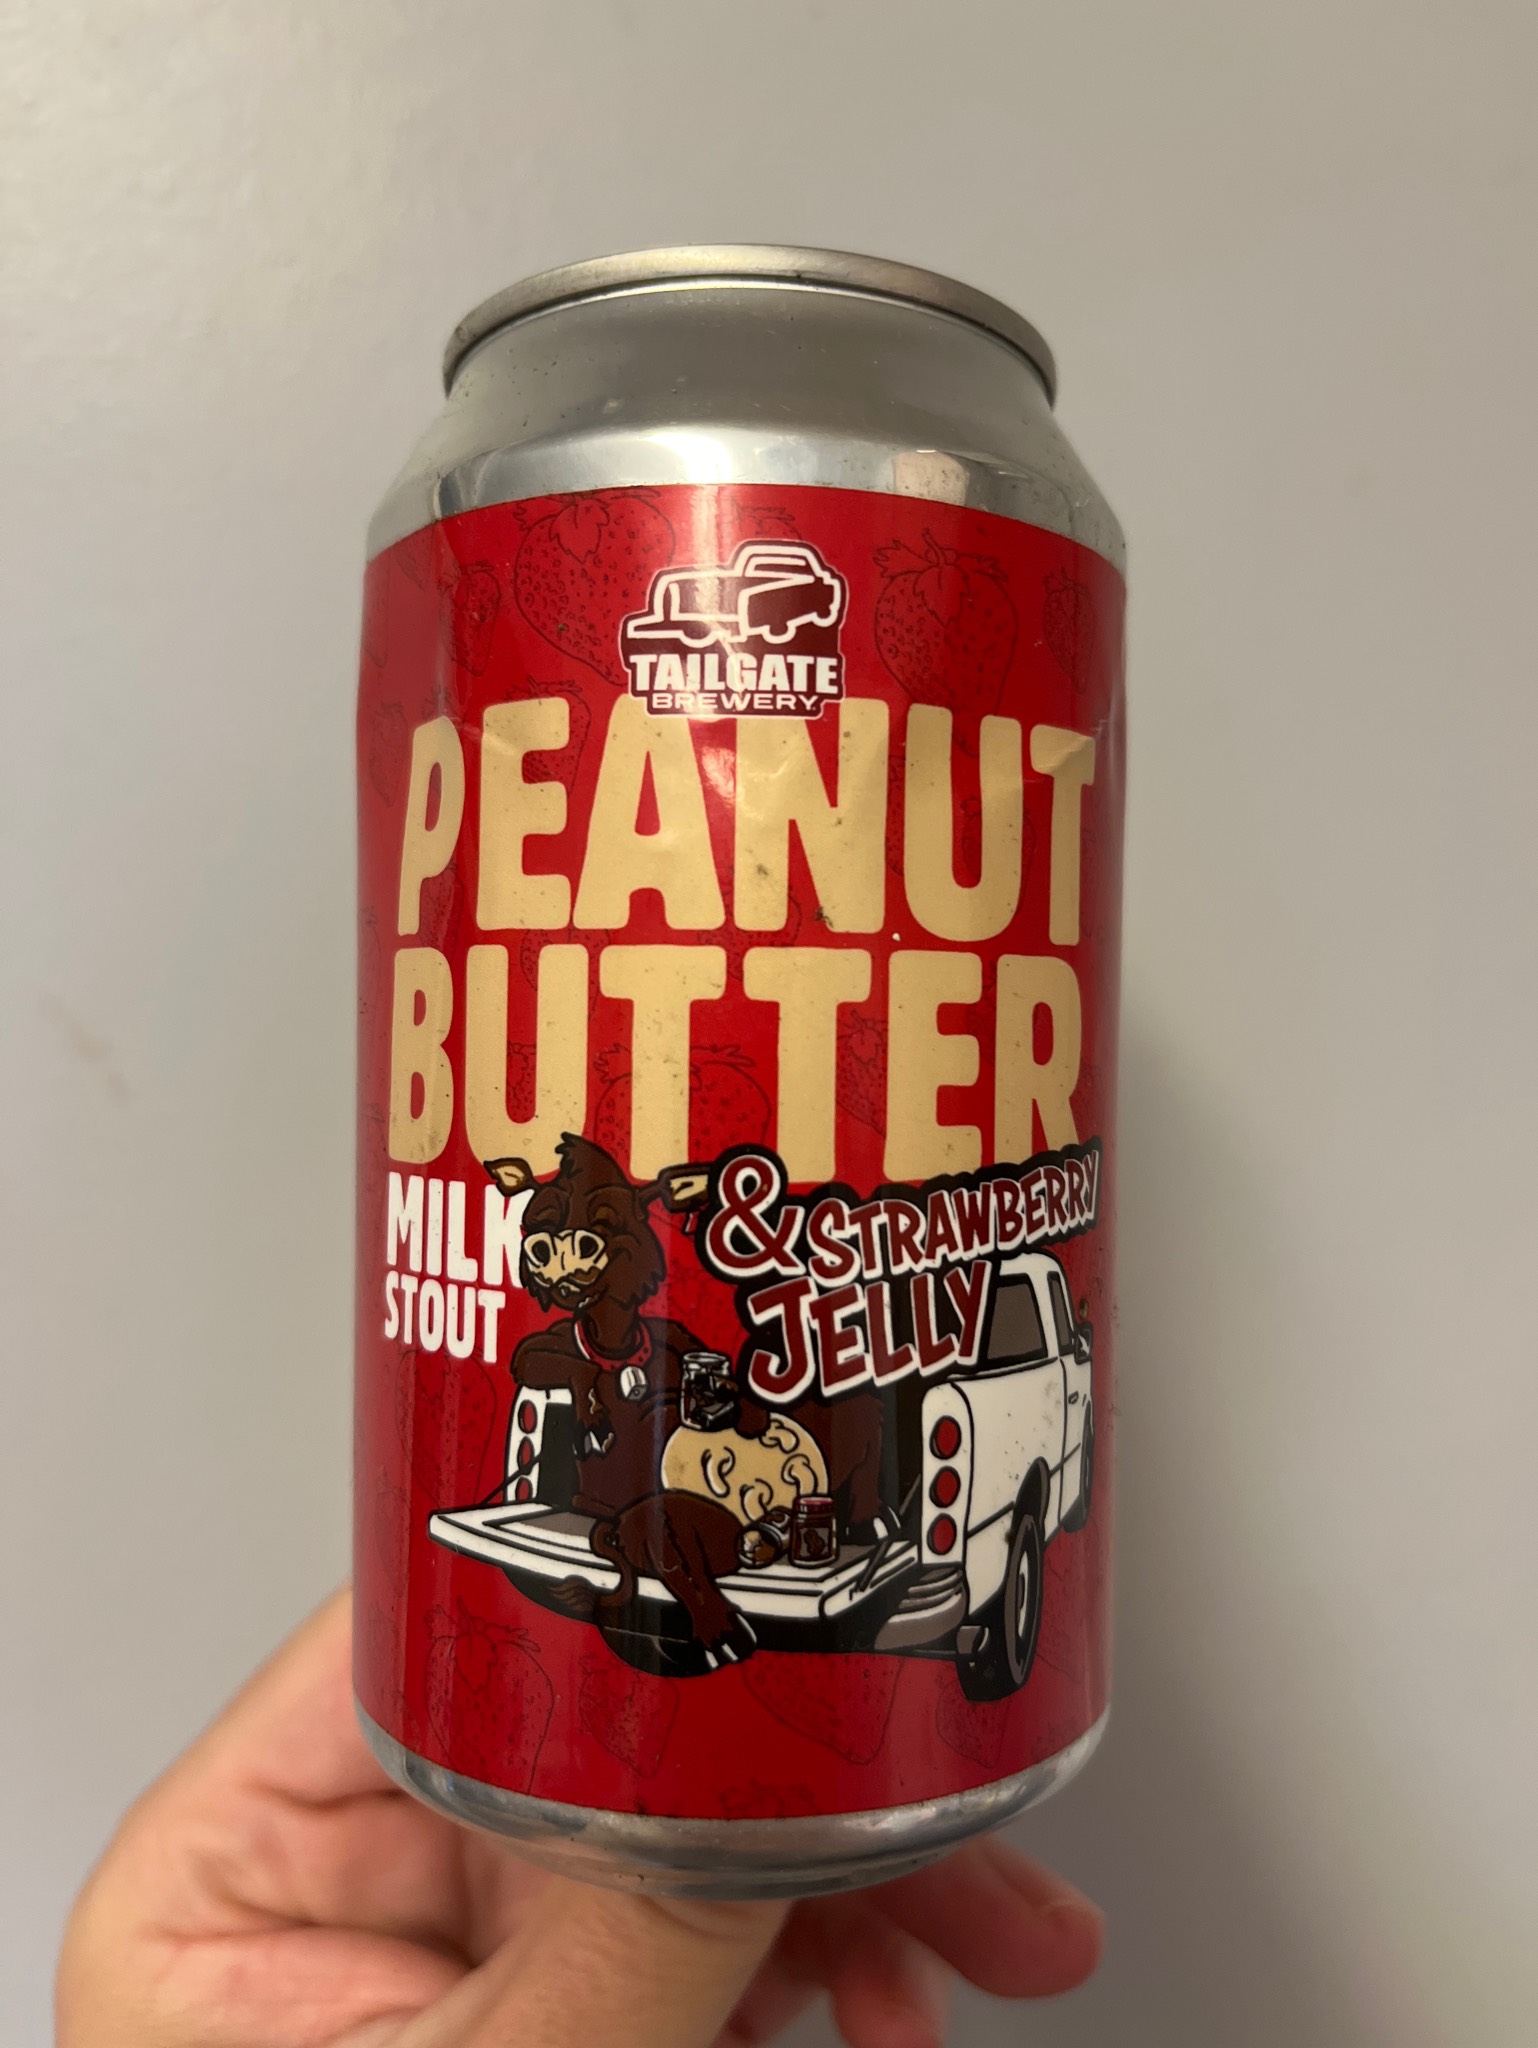 TAILGATE
BREWERY
PEANUT
BUTTER
MILK
STOUT
& STRAWBERRY
JELLY